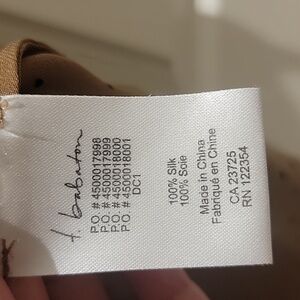 t. babaton
P.O. # 4500017998
P.O. # 4500017999
P.O. # 4500018000
P.O. # 4500018001
DC1
100% Silk
100% Soie
Made in China
Fabriqué en Chine
CA 23725
RN 122354